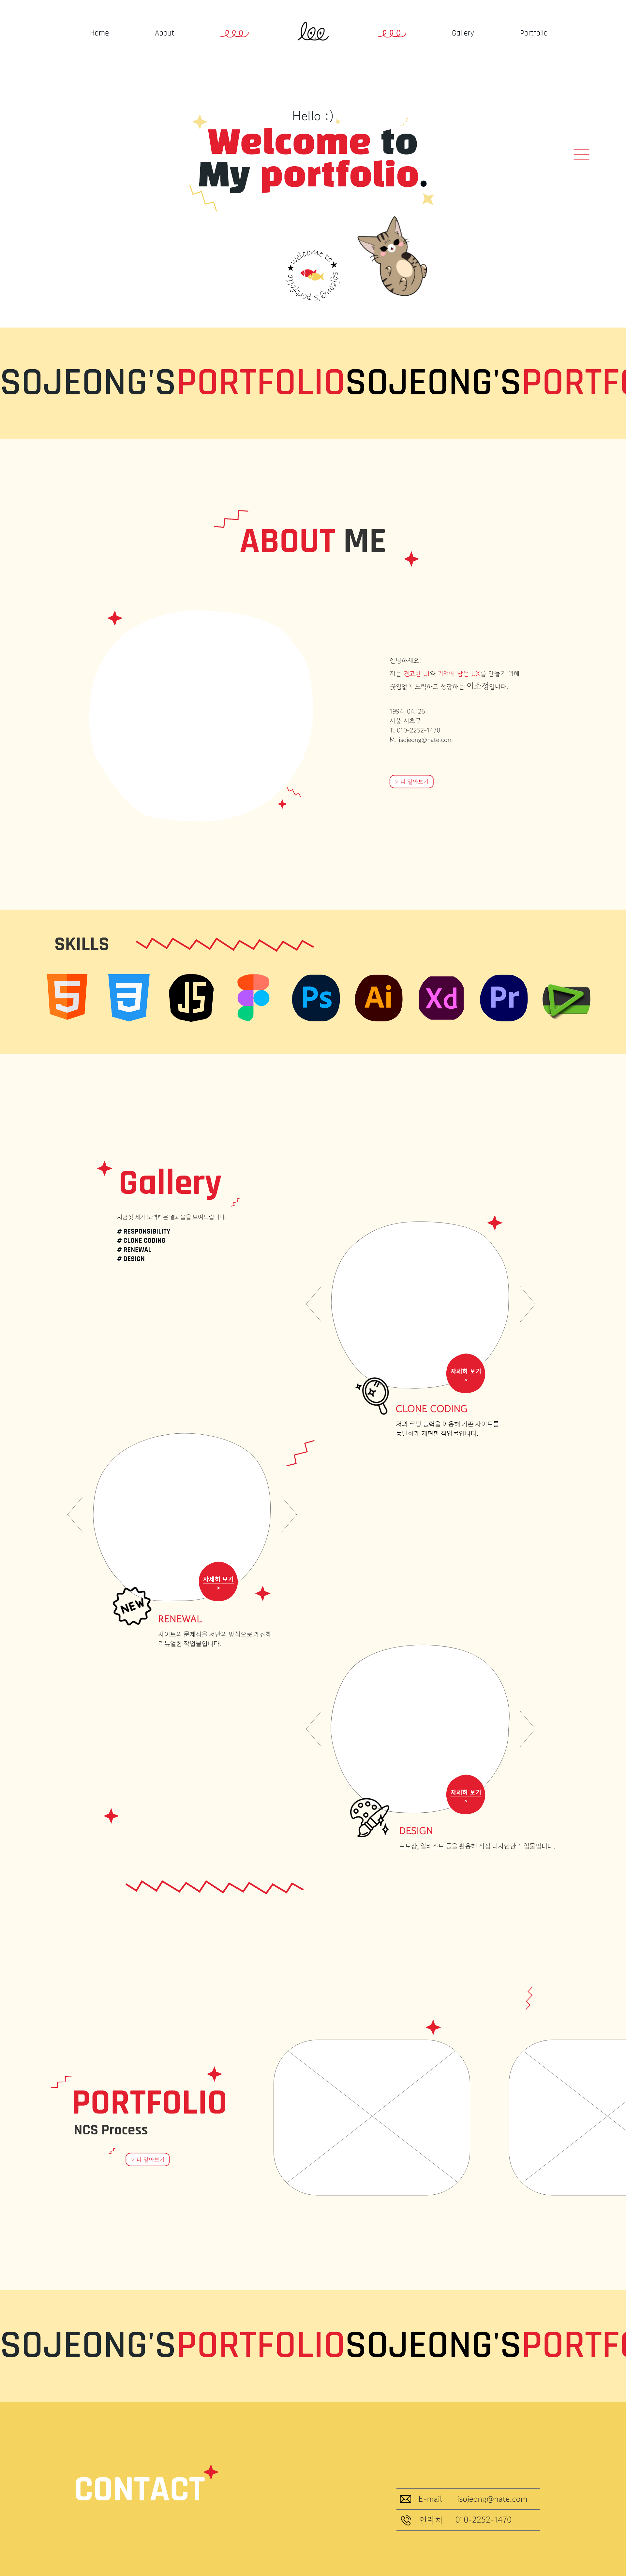 Home About lee Gallery Portfolio
Hello :)
Welcome to
My portfolio.
welcome to
sojeong's portfolio
SOJEONG'SPORTFOLIOSOJEONG'SPORTFO
ABOUT ME
안녕하세요!
저는 견고한 UI와 기억에 남는 UX를 만들기 위해
끊임없이 노력하고 성장하는 이소정입니다.
1994. 04. 26
서울 서초구
T. 010-2252-1470
M. isojeong@nate.com
> 더 알아보기
SKILLS
5 3 JS Ps Ai Xd Pr
Gallery
지금껏 제가 노력해온 결과물을 보여드립니다.
# RESPONSIBILITY
# CLONE CODING
# RENEWAL
# DESIGN
자세히 보기
>
CLONE CODING
저의 코딩 능력을 이용해 기존 사이트를
동일하게 재현한 작업물입니다.
자세히 보기
>
NEW
RENEWAL
사이트의 문제점을 저만의 방식으로 개선해
리뉴얼한 작업물입니다.
자세히 보기
>
DESIGN
포토샵, 일러스트 등을 활용해 직접 디자인한 작업물입니다.
PORTFOLIO
NCS Process
> 더 알아보기
SOJEONG'SPORTFOLIOSOJEONG'SPORTFO
CONTACT
E-mail isojeong@nate.com
연락처 010-2252-1470